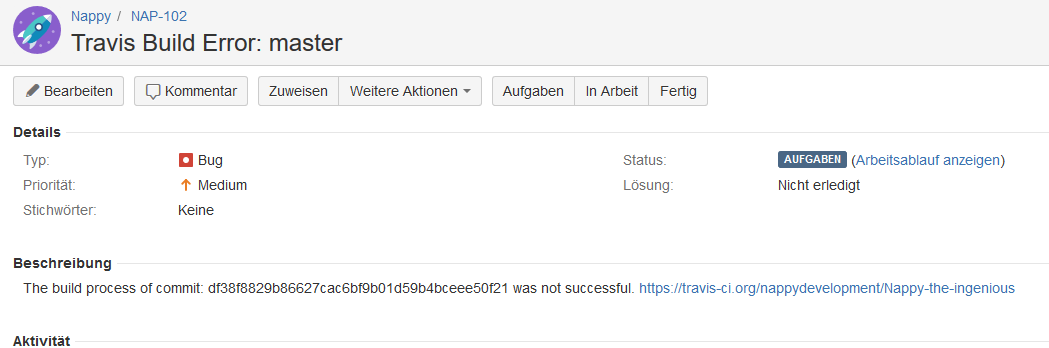 Nappy / NAP-102
Travis Build Error: master
Bearbeiten Kommentar Zuweisen Weitere Aktionen Aufgaben In Arbeit Fertig
Details
Typ: Bug Status: AUFGABEN (Arbeitsablauf anzeigen)
Priorität: Medium Lösung: Nicht erledigt
Stichwörter: Keine
Beschreibung
The build process of commit: df38f8829b86627cac6bf9b01d59b4bceee50f21 was not successful. https://travis-ci.org/nappydevelopment/Nappy-the-ingenious
Aktivität